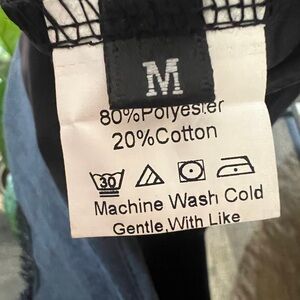 M
80%Polyester
20%Cotton
30
Machine Wash Cold
Gentle,With Like